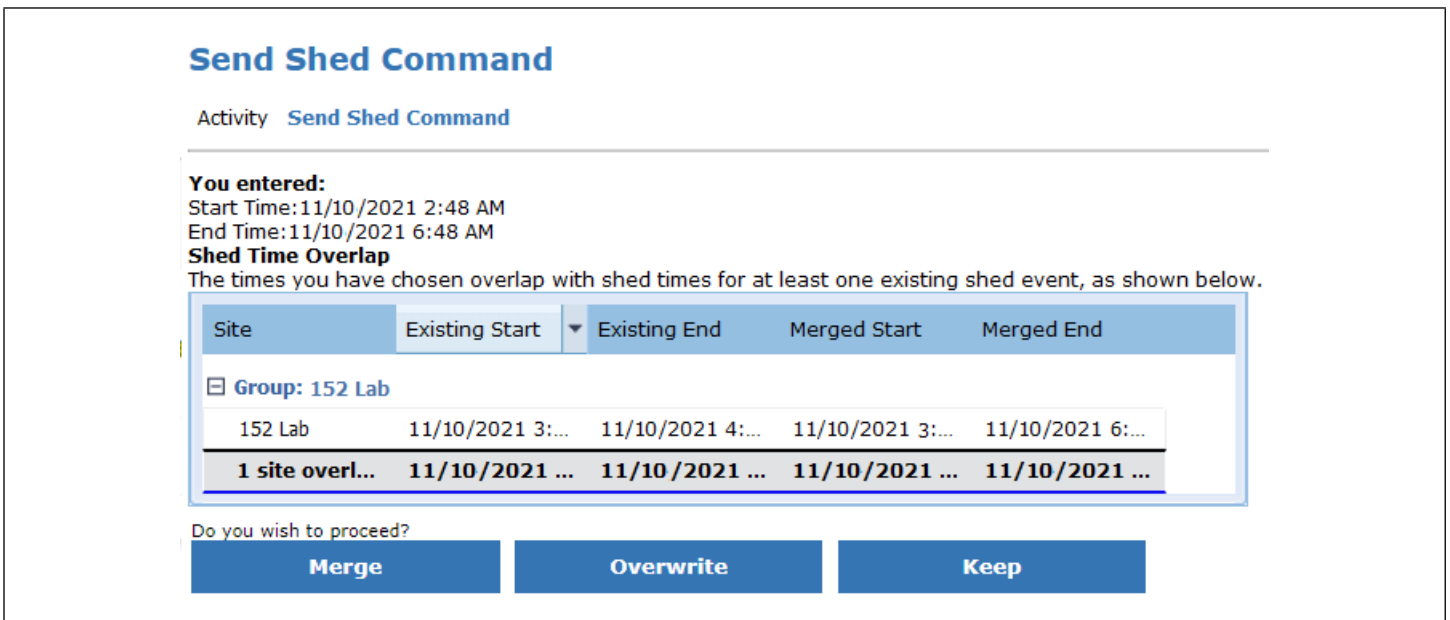 Send Shed Command
Activity Send Shed Command
You entered:
Start Time:11/10/2021 2:48 AM
End Time:11/10/2021 6:48 AM
Shed Time Overlap
The times you have chosen overlap with shed times for at least one existing shed event, as shown below.
Site Existing Start Existing End Merged Start Merged End
Group: 152 Lab
152 Lab 11/10/2021 3:... 11/10/2021 4:... 11/10/2021 3:... 11/10/2021 6:...
1 site overl... 11/10/2021 ... 11/10/2021 ... 11/10/2021 ... 11/10/2021 ...
Do you wish to proceed?
Merge Overwrite Keep